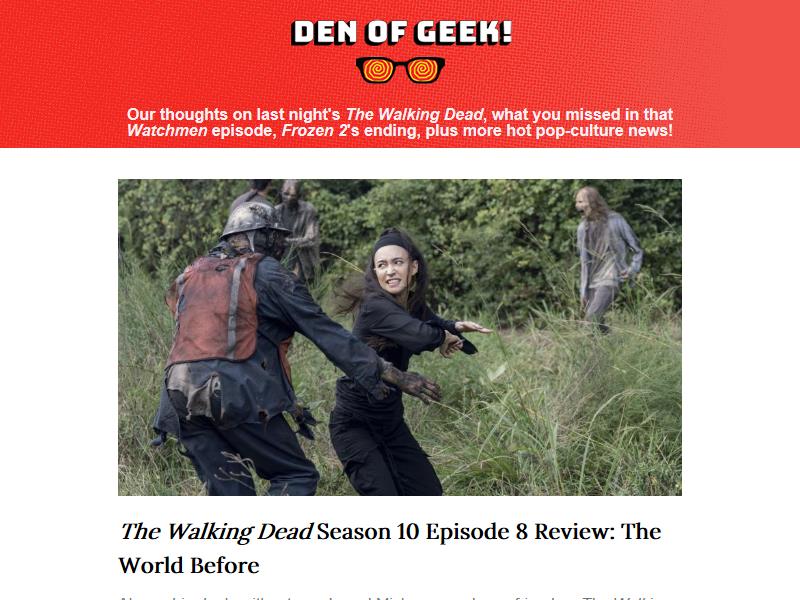 DEN OF GEEK!
Our thoughts on last night's The Walking Dead, what you missed in that
Watchmen episode, Frozen 2's ending, plus more hot pop-culture news!
The Walking Dead Season 10 Episode 8 Review: The
World Before